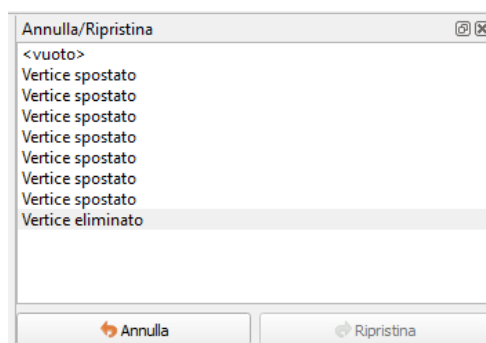 Annulla/Ripristina
<vuoto>
Vertice spostato
Vertice spostato
Vertice spostato
Vertice spostato
Vertice spostato
Vertice spostato
Vertice spostato
Vertice eliminato
Annulla
Ripristina